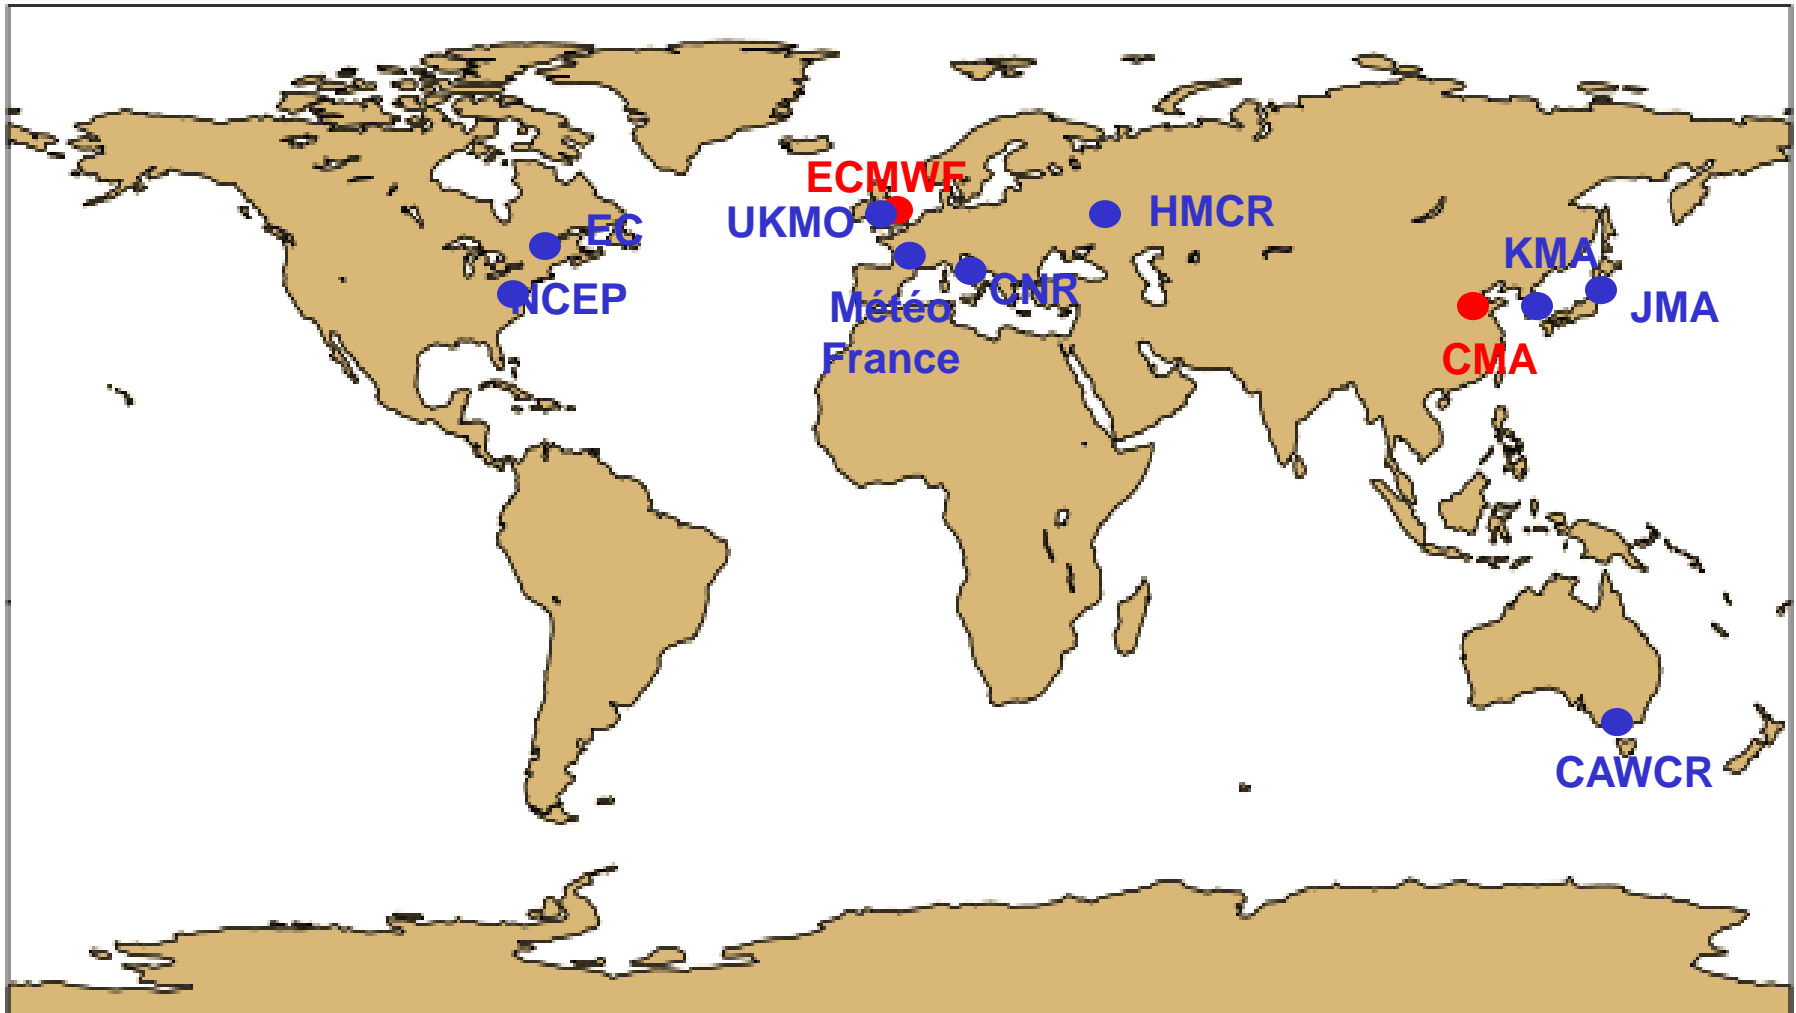 ECMWF
UKMO
HMCR
EC
KMA
CNR
NCEP
Météo
France
JMA
CMA
CAWCR